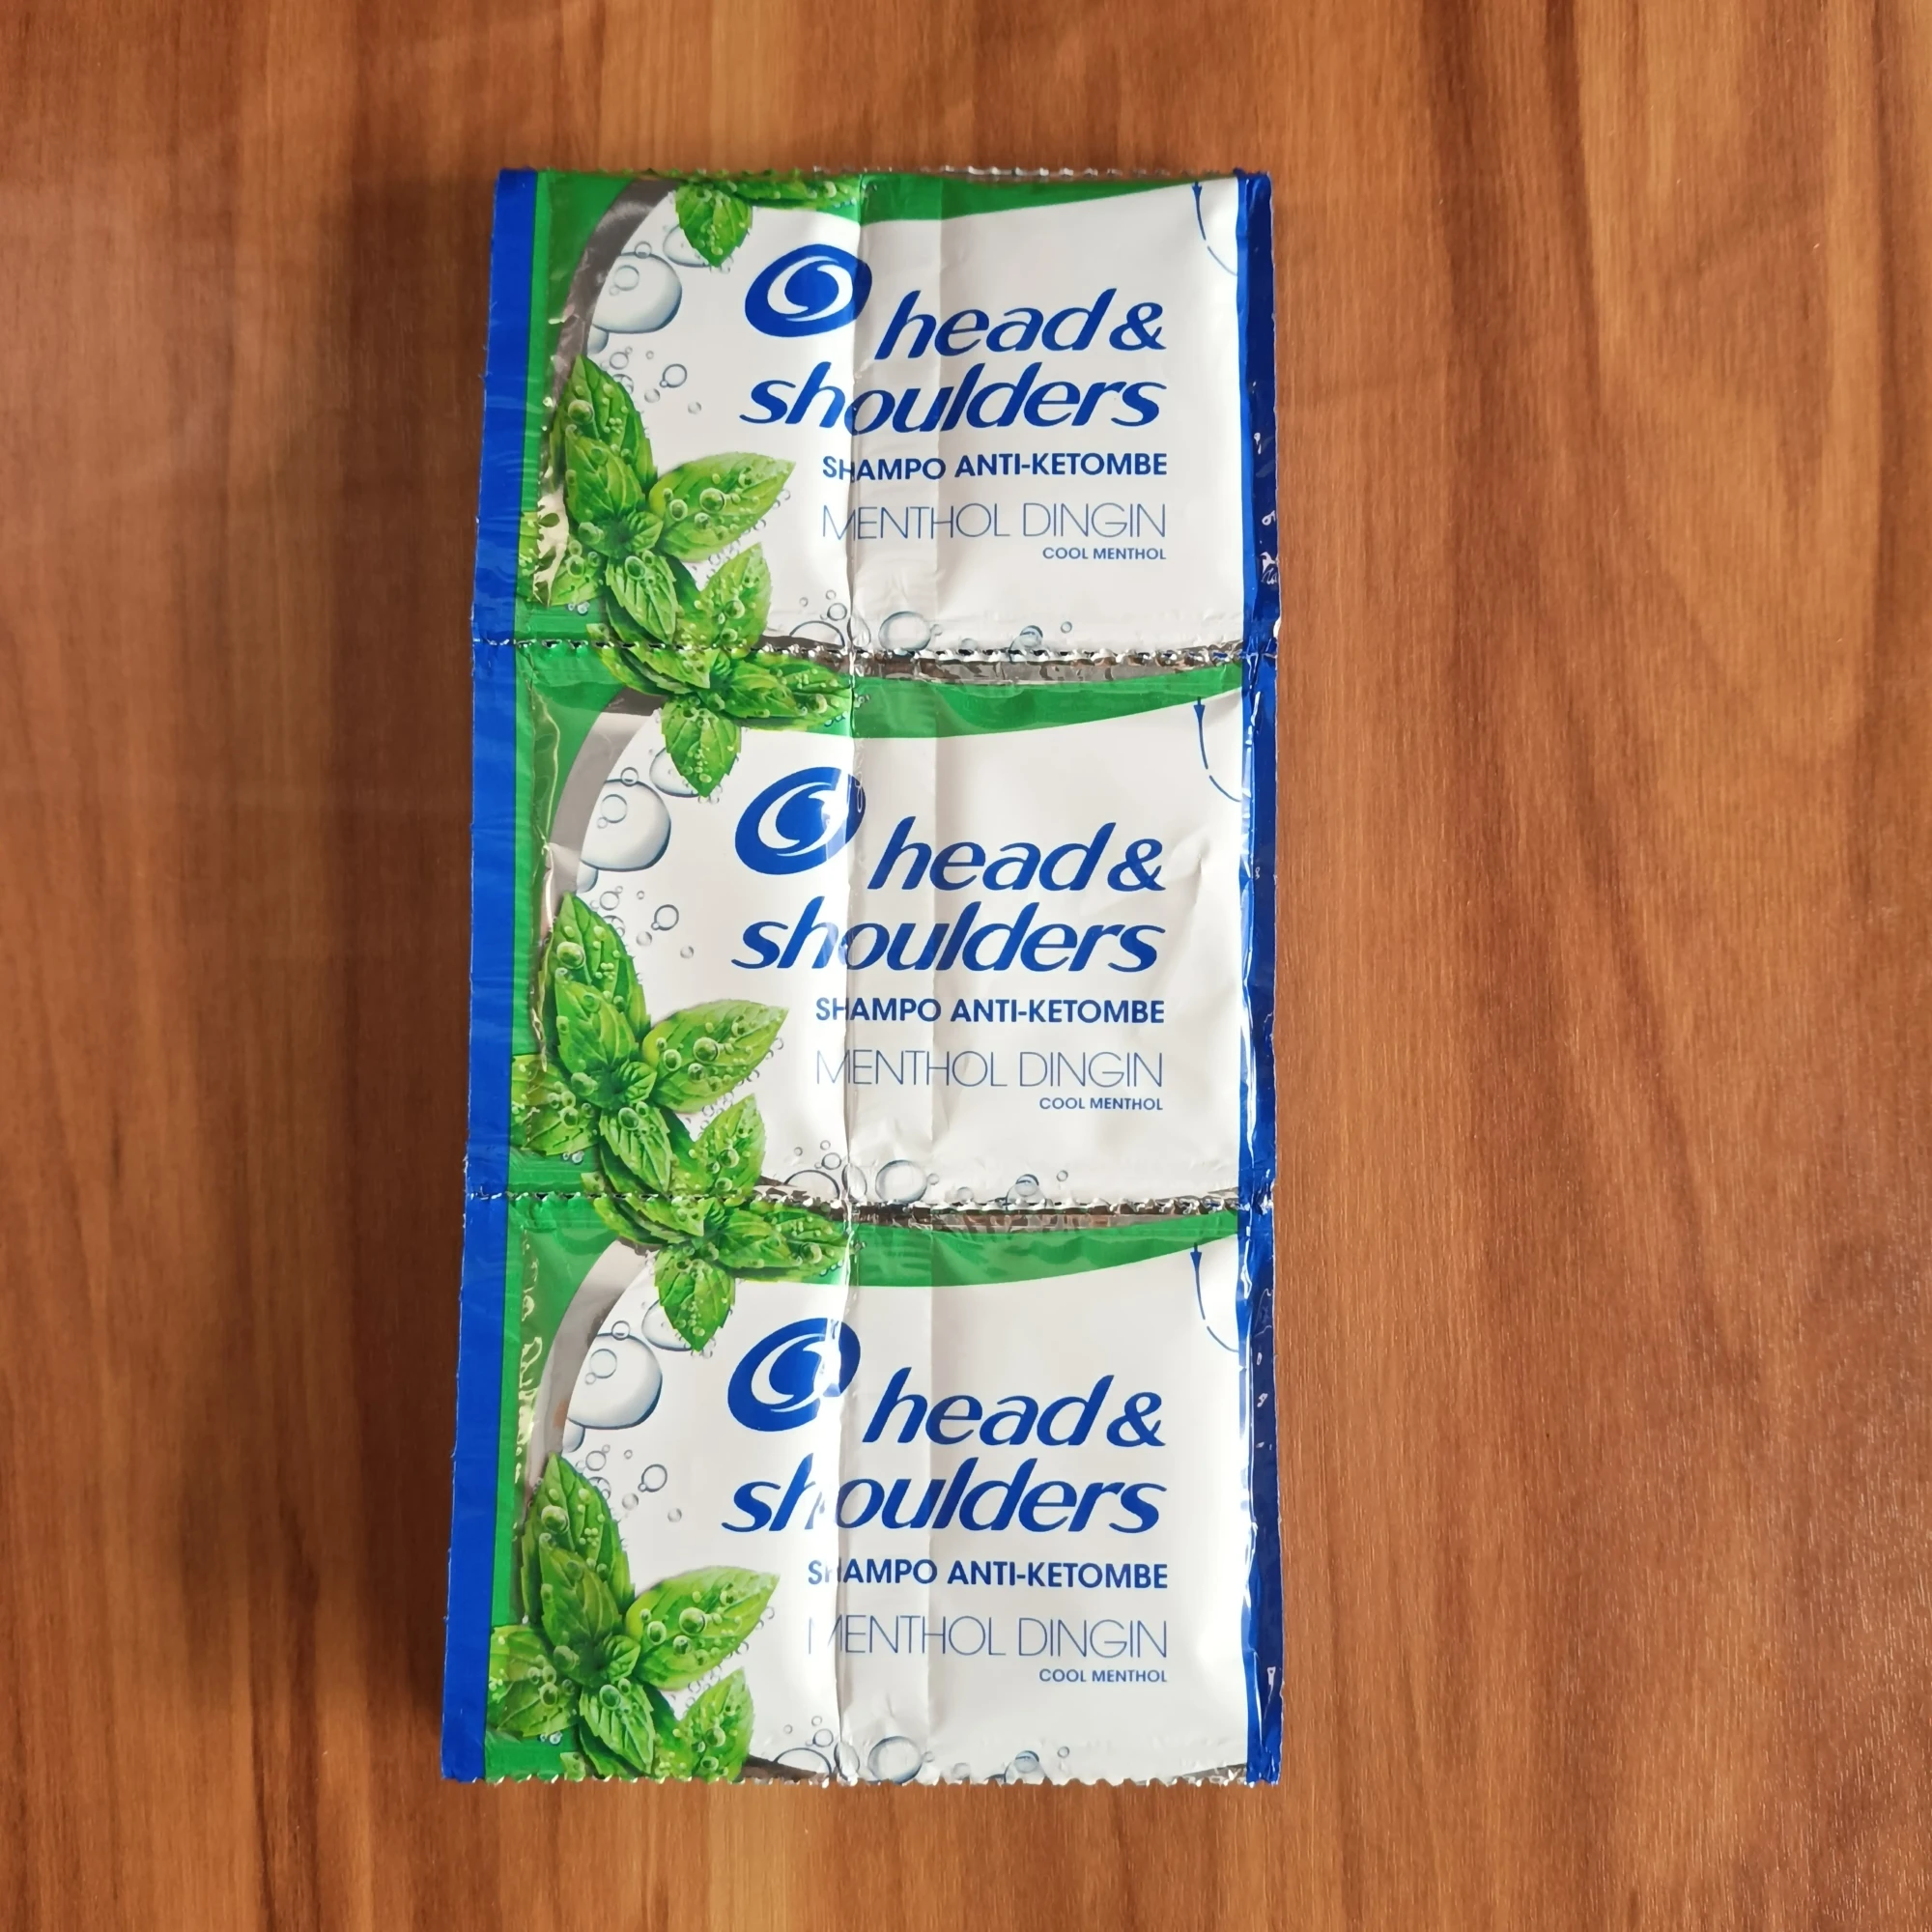 head &
shoulders
SHAMPO ANTI-KETOMBE
MENTHOL DINGIN
COOL MENTHOL
head &
shoulders
SHAMPO ANTI-KETOMBE
MENTHOL DINGIN
COOL MENTHOL
head &
shoulders
SHAMPO ANTI-KETOMBE
MENTHOL DINGIN
COOL MENTHOL